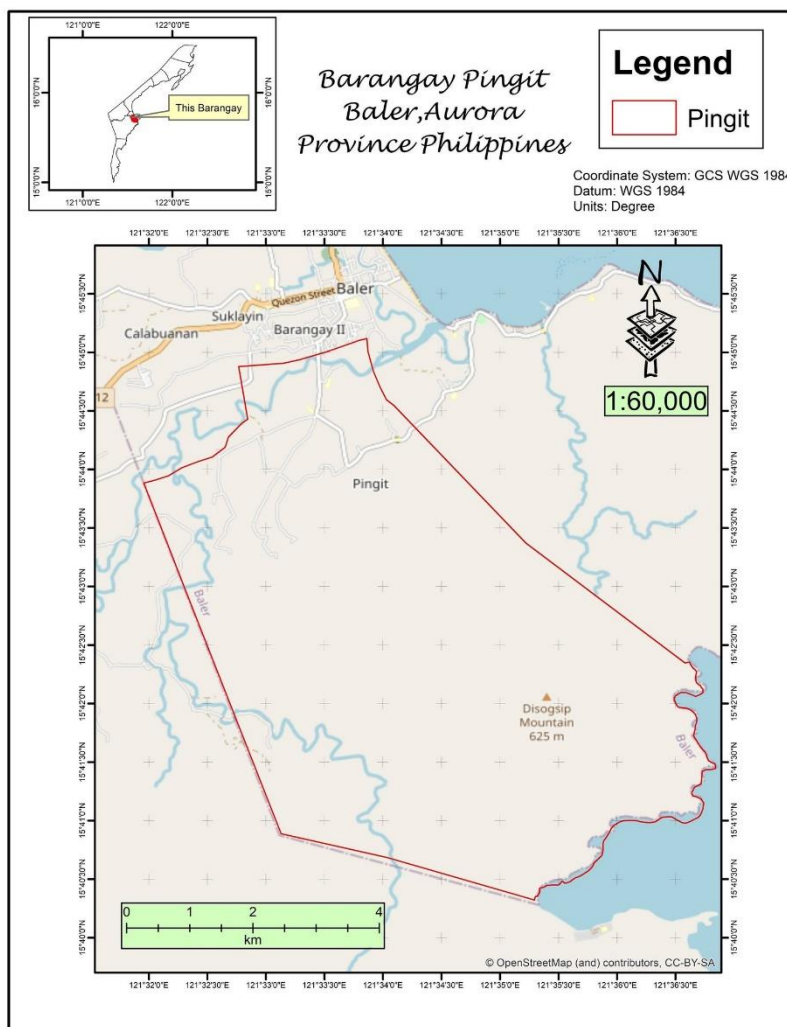 121°0'0"E 122°0'0"E
16°0'0"N
16°0'0"N
This Barangay
15°0'0"N
15°0'0"N
121°0'0"E 122°0'0"E
Barangay Pingit
Baler,Aurora
Province Philippines
Legend
Pingit
Coordinate System: GCS WGS 1984
Datum: WGS 1984
Units: Degree
121°32'0"E 121°32'30"E 121°33'0"E 121°33'30"E 121°34'0"E 121°34'30"E 121°35'0"E 121°35'30"E 121°36'0"E 121°36'30"E
15°45'30"N
15°45'0"N
15°44'30"N
15°44'0"N
15°43'30"N
15°43'0"N
15°42'30"N
15°42'0"N
15°41'30"N
15°41'0"N
15°40'30"N
15°40'0"N
Baler
Quezon Street
Suklayin
Barangay II
Calabuanan
12
N
1:60,000
Pingit
Baler
Disogsip
Mountain
625 m
Baler
0 1 2 4
km
© OpenStreetMap (and) contributors, CC-BY-SA
15°45'30"N
15°45'0"N
15°44'30"N
15°44'0"N
15°43'30"N
15°43'0"N
15°42'30"N
15°42'0"N
15°41'30"N
15°41'0"N
15°40'30"N
15°40'0"N
121°32'0"E 121°32'30"E 121°33'0"E 121°33'30"E 121°34'0"E 121°34'30"E 121°35'0"E 121°35'30"E 121°36'0"E 121°36'30"E